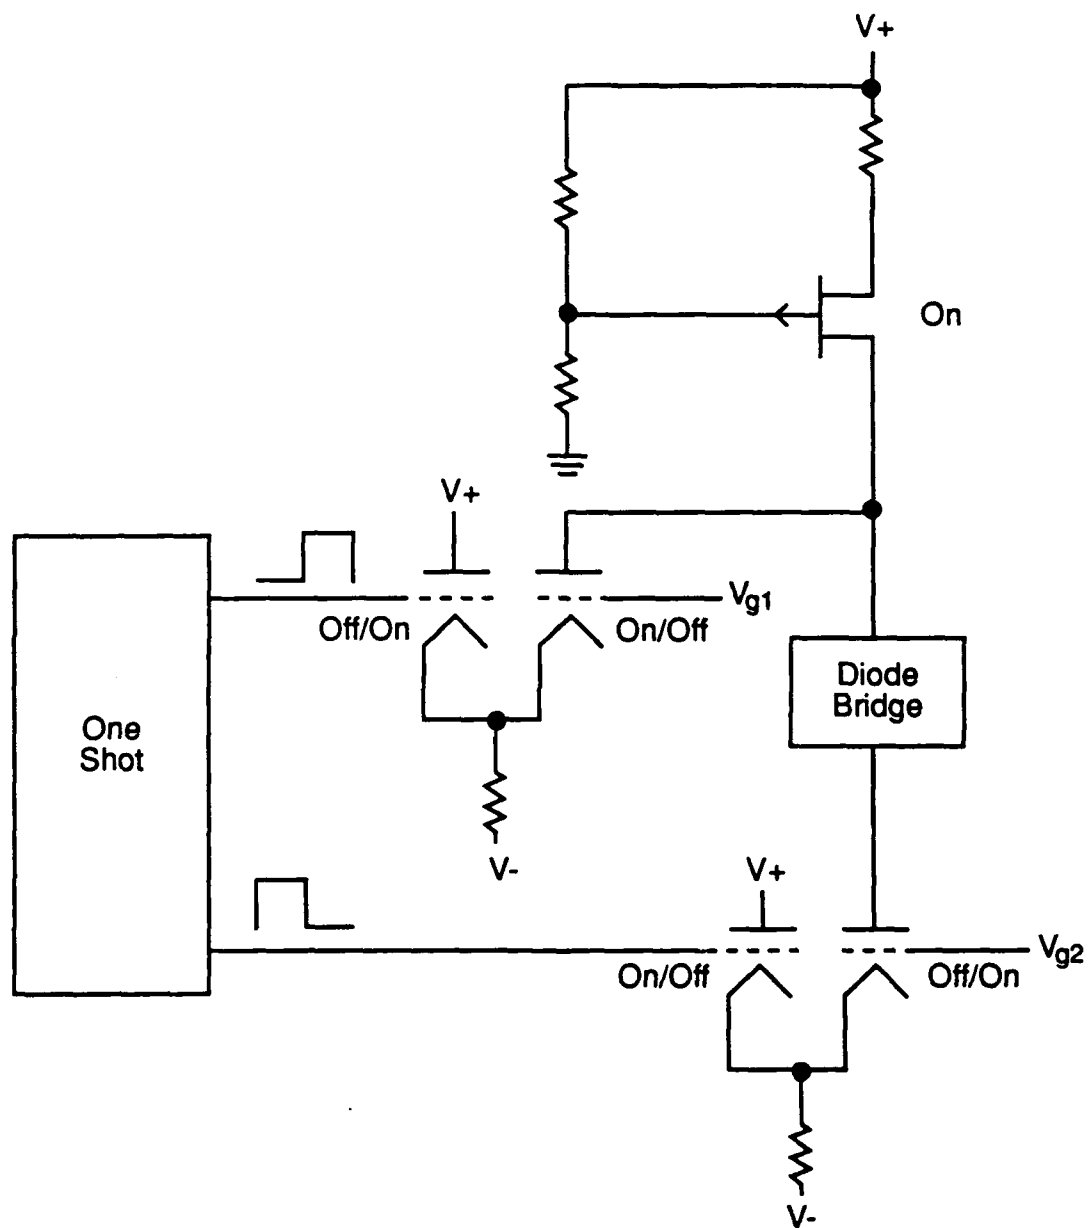 V+
On
V+
Vg1
Off/On
On/Off
Diode
Bridge
One
Shot
V-
V+
Vg2
On/Off
Off/On
V-